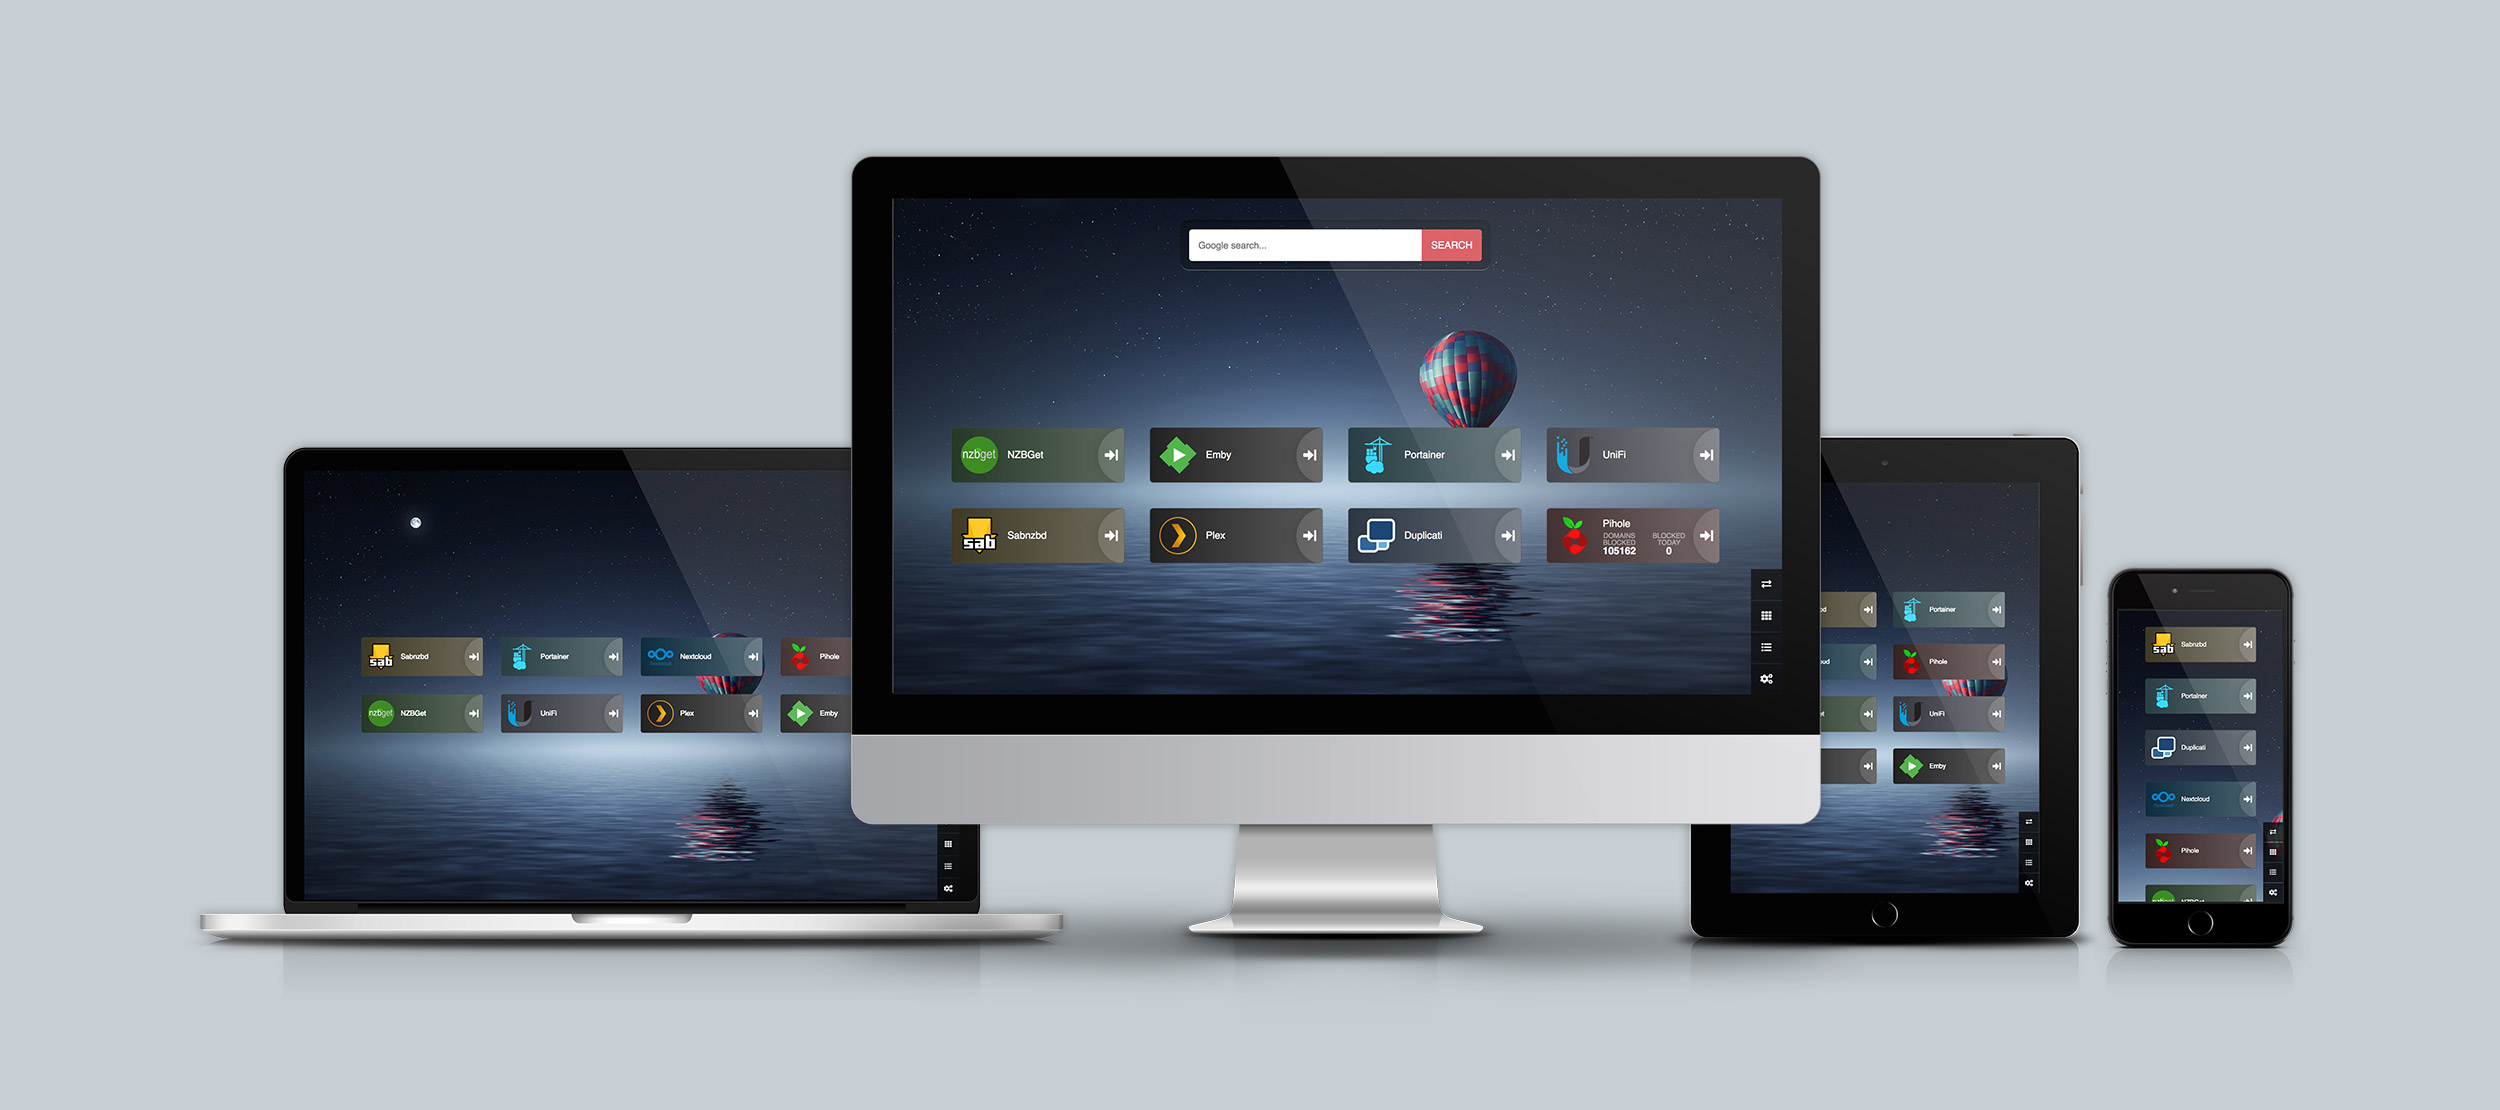 Google search...
SEARCH
nzbget NZBGet
Emby
Portainer
UniFi
sab Sabnzbd
Plex
Duplicati
Pihole
DOMAINS BLOCKED
105162
BLOCKED TODAY
0
sab Sabnzbd
Portainer
Nextcloud
Pihole
nzbget NZBGet
UniFi
Plex
Emby
Portainer
Pihole
UniFi
Emby
sab Sabnzbd
Portainer
Duplicati
Nextcloud
Pihole